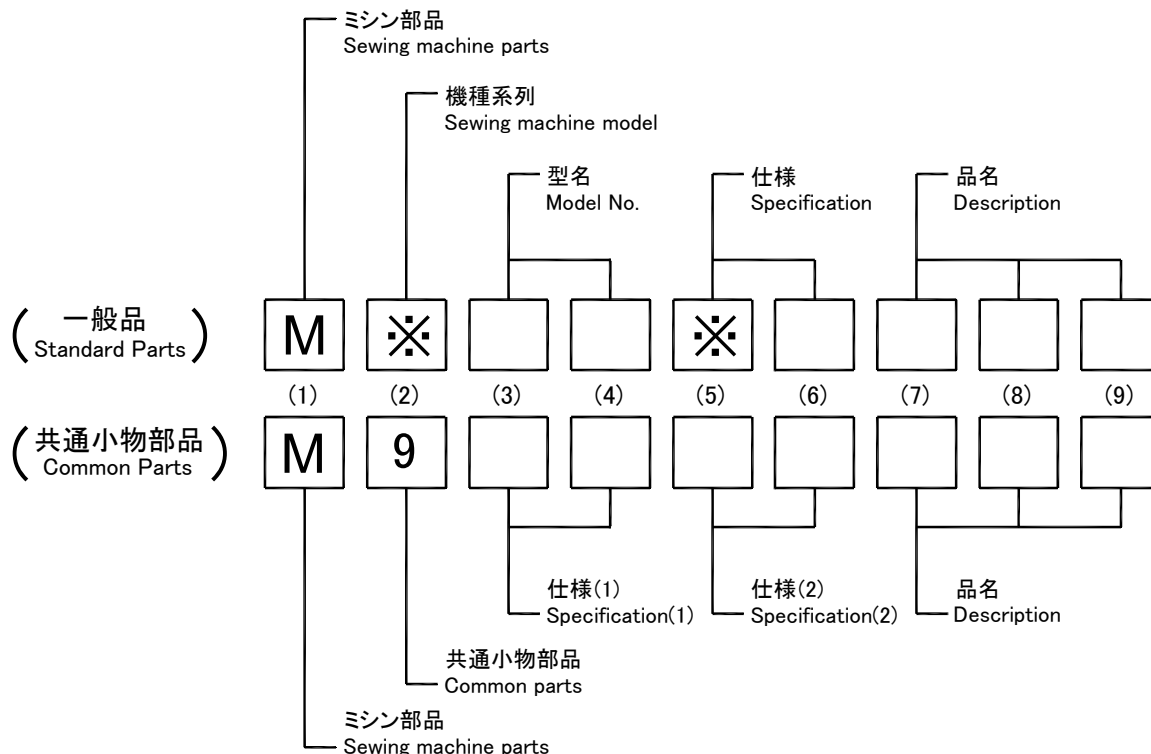 ミシン部品
Sewing machine parts
機種系列
Sewing machine model
型名
Model No.
仕様
Specification
品名
Description
(一般品
Standard Parts)
M ※ ※
(1) (2) (3) (4) (5) (6) (7) (8) (9)
(共通小物部品
Common Parts)
M 9
仕様(1)
Specification(1)
仕様(2)
Specification(2)
品名
Description
共通小物部品
Common parts
ミシン部品
Sewing machine parts